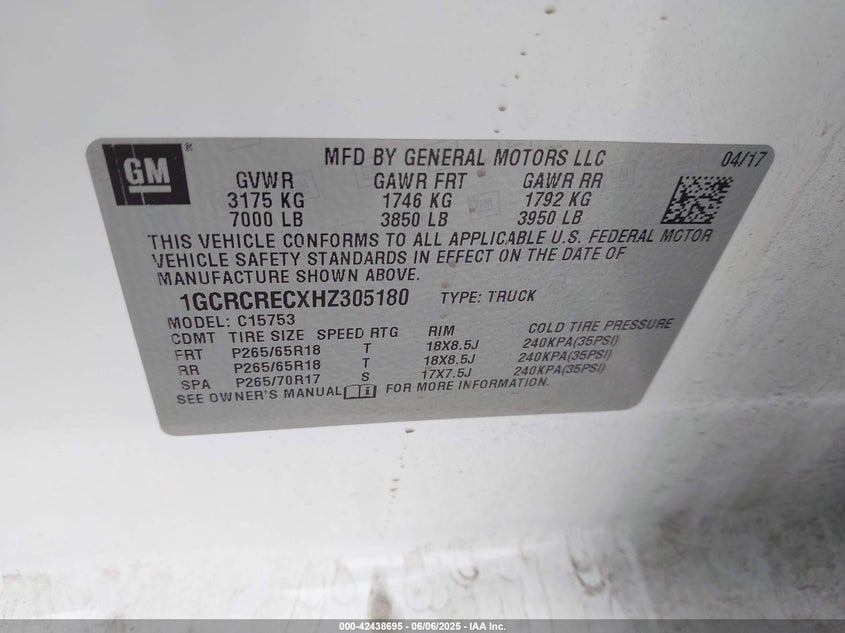 GM
MFD BY GENERAL MOTORS LLC 04/17
GVWR GAWR FRT GAWR RR
3175 KG 1746 KG 1792 KG
7000 LB 3850 LB 3950 LB
THIS VEHICLE CONFORMS TO ALL APPLICABLE U.S. FEDERAL MOTOR
VEHICLE SAFETY STANDARDS IN EFFECT ON THE DATE OF
MANUFACTURE SHOWN ABOVE.
1GCRCRECXHZ305180 TYPE: TRUCK
MODEL: C15753
CDMT TIRE SIZE SPEED RTG RIM COLD TIRE PRESSURE
FRT P265/65R18 T 18X8.5J 240KPA(35PSI)
RR P265/65R18 T 18X8.5J 240KPA(35PSI)
SPA P265/70R17 S 17X7.5J 240KPA(35PSI)
SEE OWNER'S MANUAL FOR MORE INFORMATION.
000-42438695 - 06/06/2025 - IAA Inc.